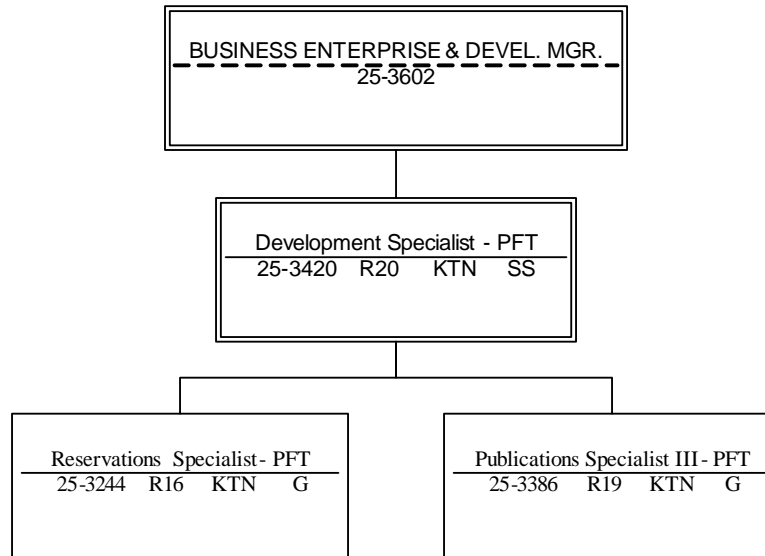 BUSINESS ENTERPRISE & DEVEL. MGR.
25-3602
Development Specialist - PFT
25-3420 R20 KTN SS
Reservations Specialist- PFT
25-3244 R16 KTN G
Publications Specialist III - PFT
25-3386 R19 KTN G